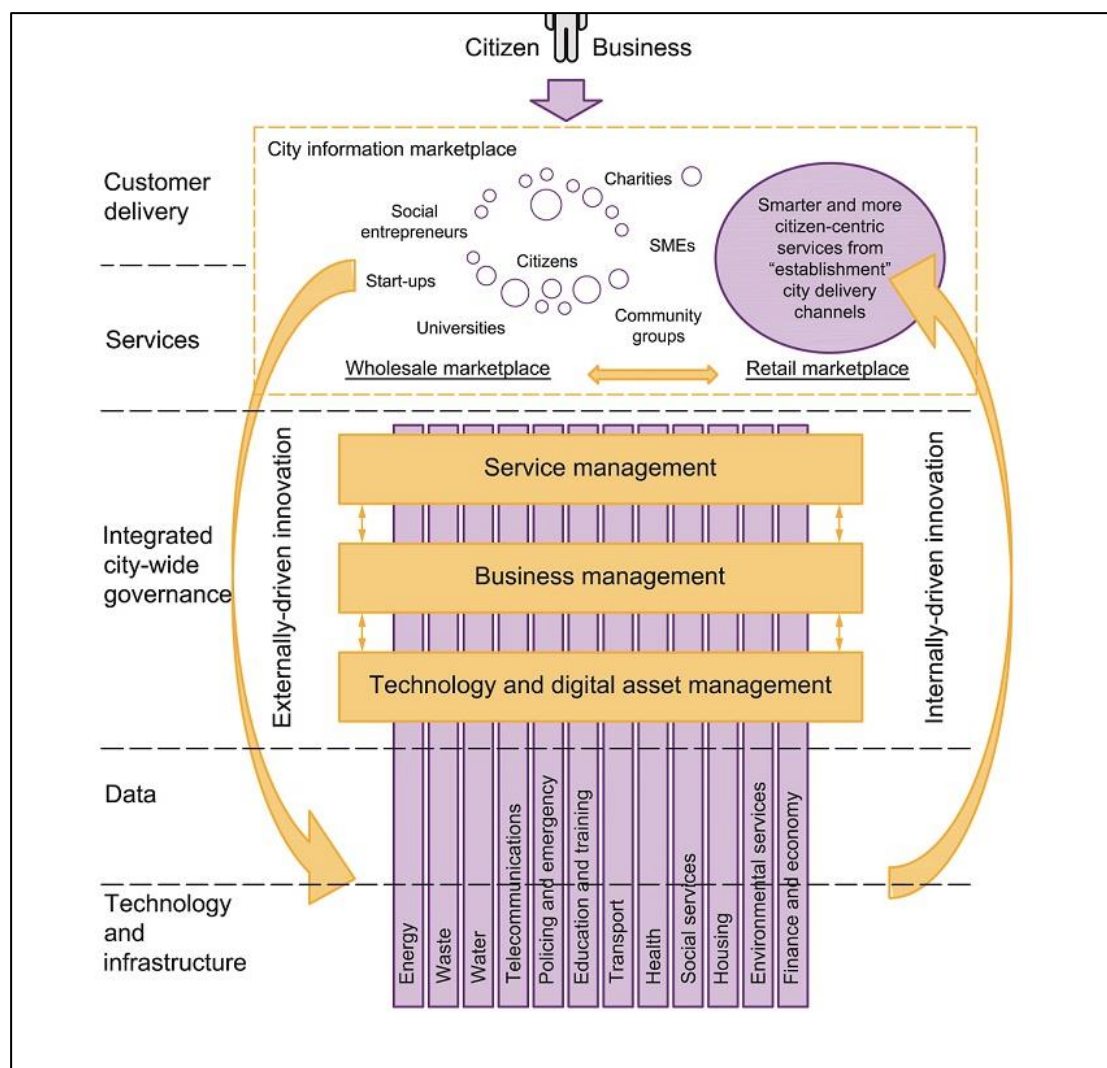 Citizen Business
City information marketplace
Customer
delivery
Charities
Social
entrepreneurs
SMEs
Smarter and more
citizen-centric
services from
“establishment”
city delivery
channels
Citizens
Start-ups
Services
Universities
Community
groups
Wholesale marketplace
Retail marketplace
Externally-driven innovation
Internally-driven innovation
Service management
Integrated
city-wide
governance
Business management
Technology and digital asset management
Data
Technology
and
infrastructure
Energy
Waste
Water
Telecommunications
Policing and emergency
Education and training
Transport
Health
Social services
Housing
Environmental services
Finance and economy